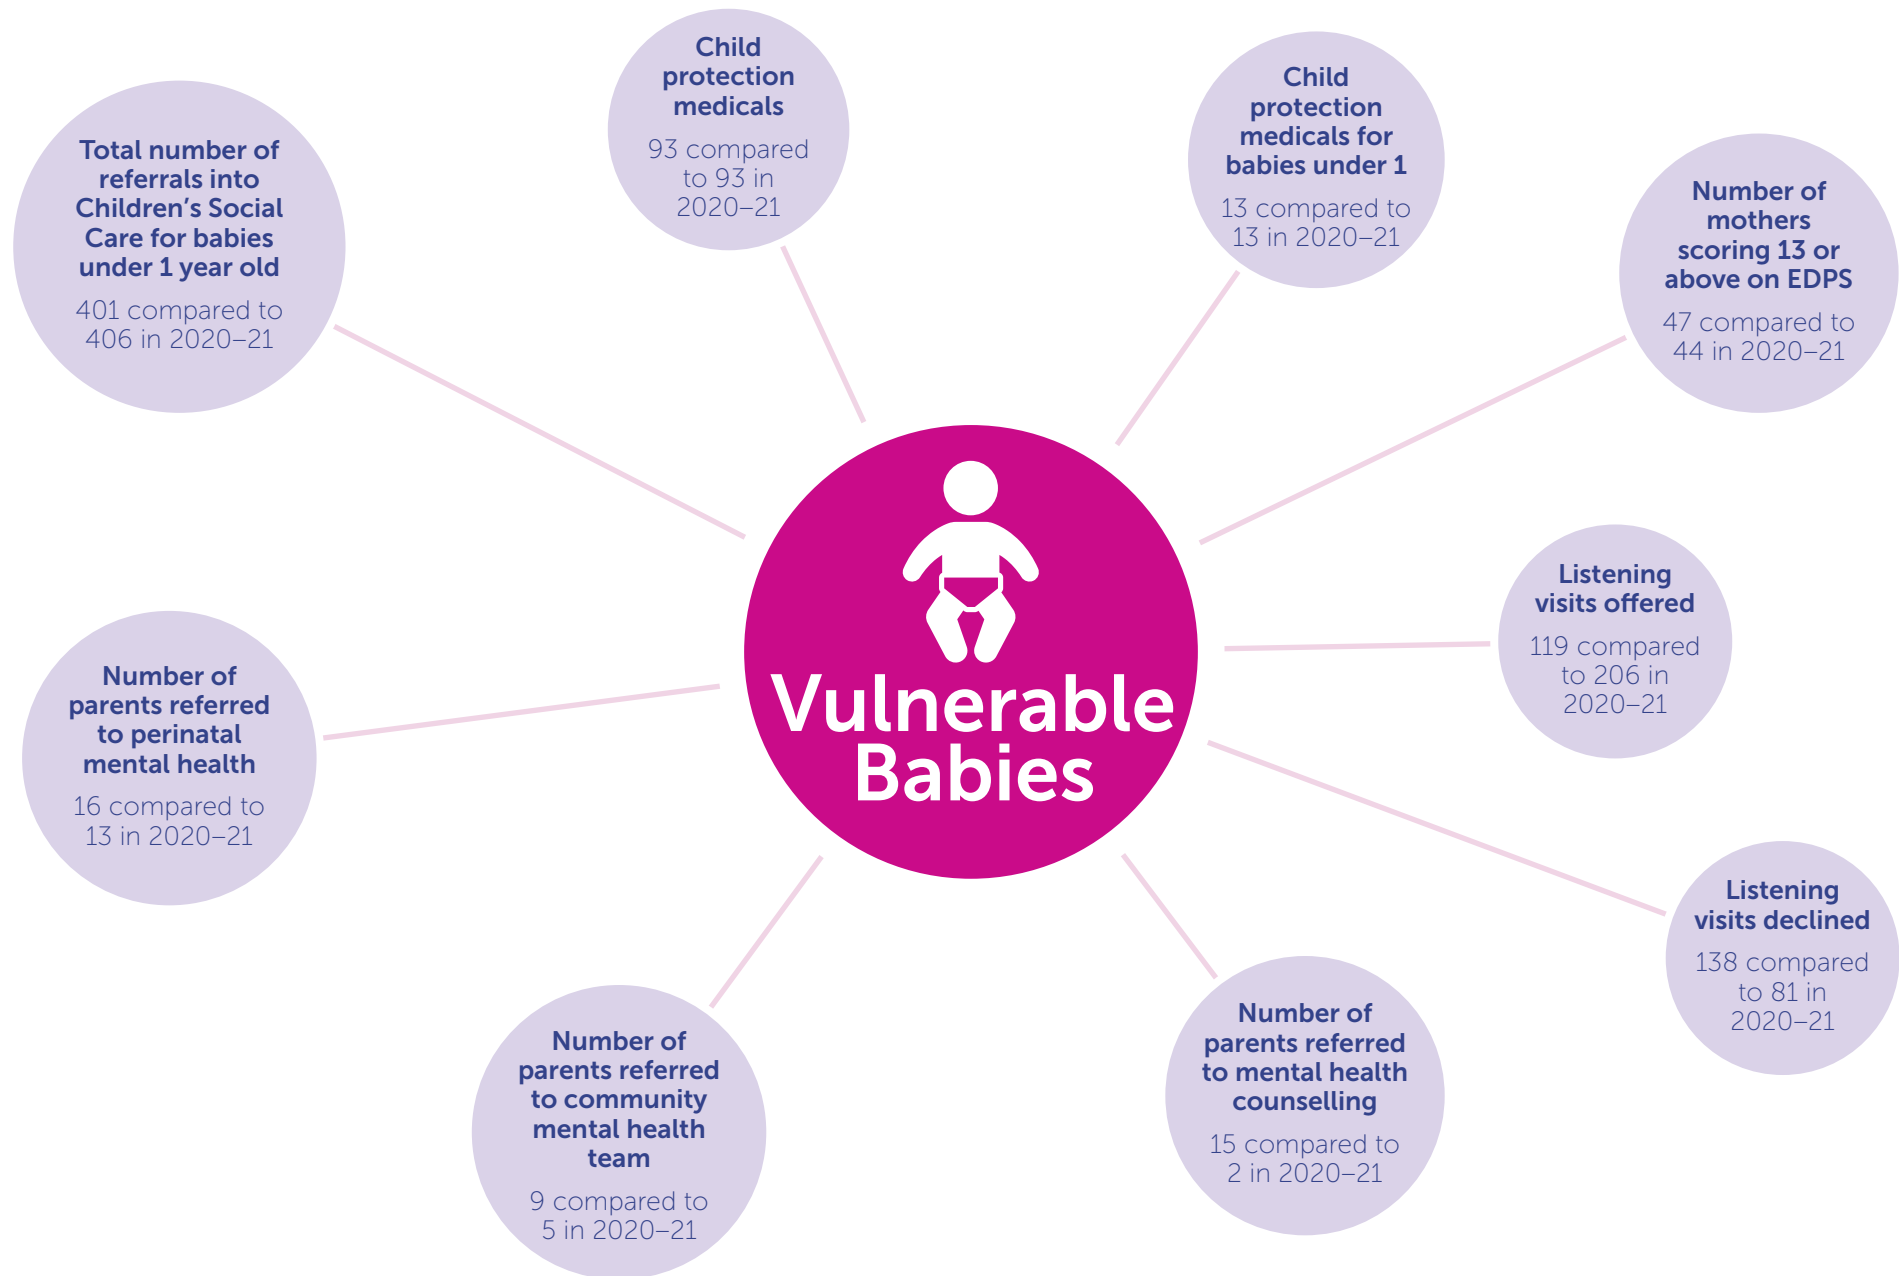 Child
protection
medicals
93 compared
to 93 in
2020–21
Child
protection
medicals for
babies under 1
13 compared to
13 in 2020–21
Total number of
referrals into
Children's Social
Care for babies
under 1 year old
401 compared to
406 in 2020–21
Number of
mothers
scoring 13 or
above on EDPS
47 compared to
44 in 2020–21
Listening
visits offered
119 compared
to 206 in
2020–21
Number of
parents referred
to perinatal
mental health
16 compared to
13 in 2020–21
Vulnerable
Babies
Listening
visits declined
138 compared
to 81 in
2020–21
Number of
parents referred
to community
mental health
team
9 compared to
5 in 2020–21
Number of
parents referred
to mental health
counselling
15 compared to
2 in 2020–21